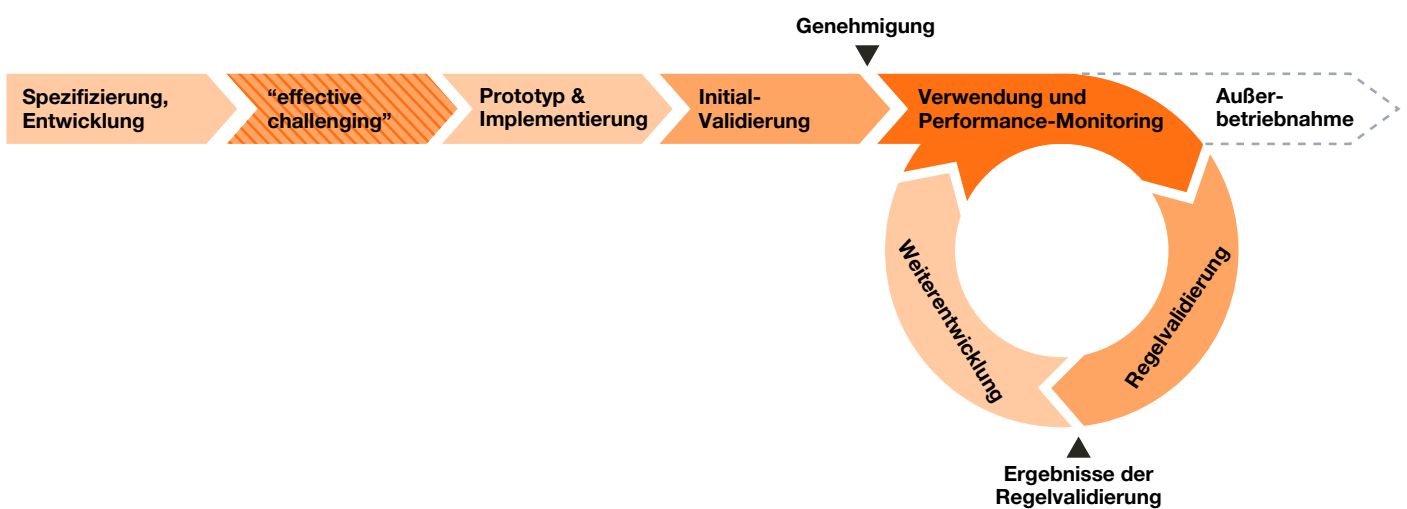 Genehmigung
Spezifizierung,
Entwicklung
“effective
challenging”
Prototyp &
Implementierung
Initial-
Validierung
Verwendung und
Performance-Monitoring
Außer-
betriebnahme
Weiterentwicklung
Regelvalidierung
Ergebnisse der
Regelvalidierung